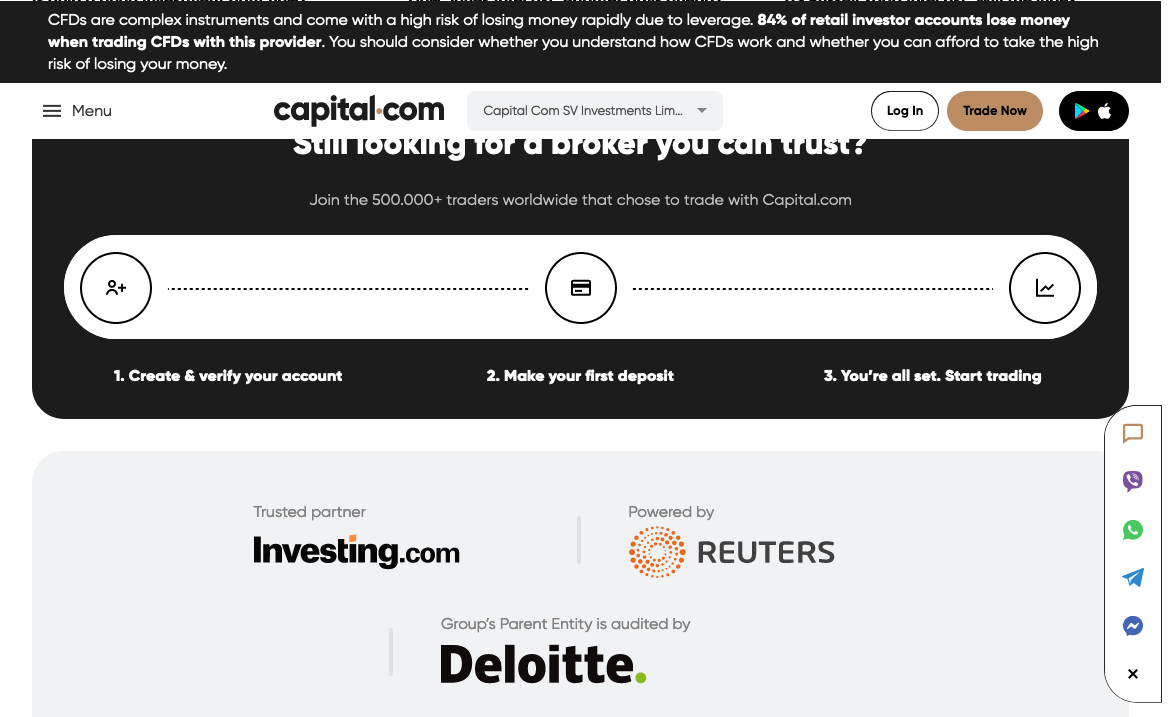 CFDs are complex instruments and come with a high risk of losing money rapidly due to leverage. 84% of retail investor accounts lose money
when trading CFDs with this provider. You should consider whether you understand how CFDs work and whether you can afford to take the high
risk of losing your money.
Menu
capital.com
Capital Com SV Investments Lim...
Log In
Trade Now
Still looking for a broker you can trust?
Join the 500.000+ traders worldwide that chose to trade with Capital.com
1. Create & verify your account
2. Make your first deposit
3. You're all set. Start trading
Trusted partner
Investing.com
Powered by
REUTERS
Group's Parent Entity is audited by
Deloitte.